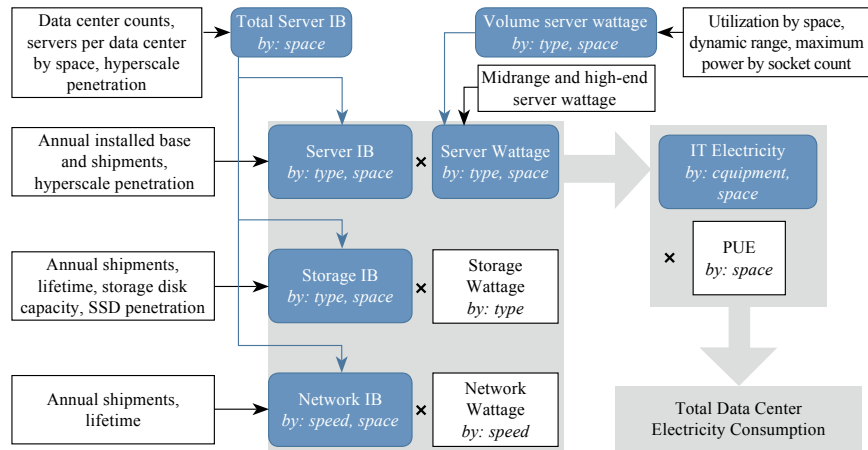 Data center counts,
servers per data center
by space, hyperscale
penetration
Total Server IB
by: space
Volume server wattage
by: type, space
Utilization by space,
dynamic range, maximum
power by socket count
Midrange and high-end
server wattage
Annual installed base
and shipments,
hyperscale penetration
Server IB
by: type, space
×
Server Wattage
by: type, space
IT Electricity
by: cquipment,
space
×
PUE
by: space
Annual shipments,
lifetime, storage disk
capacity, SSD penetration
Storage IB
by: type, space
×
Storage
Wattage
by: type
Annual shipments,
lifetime
Network IB
by: speed, space
×
Network
Wattage
by: speed
Total Data Center
Electricity Consumption